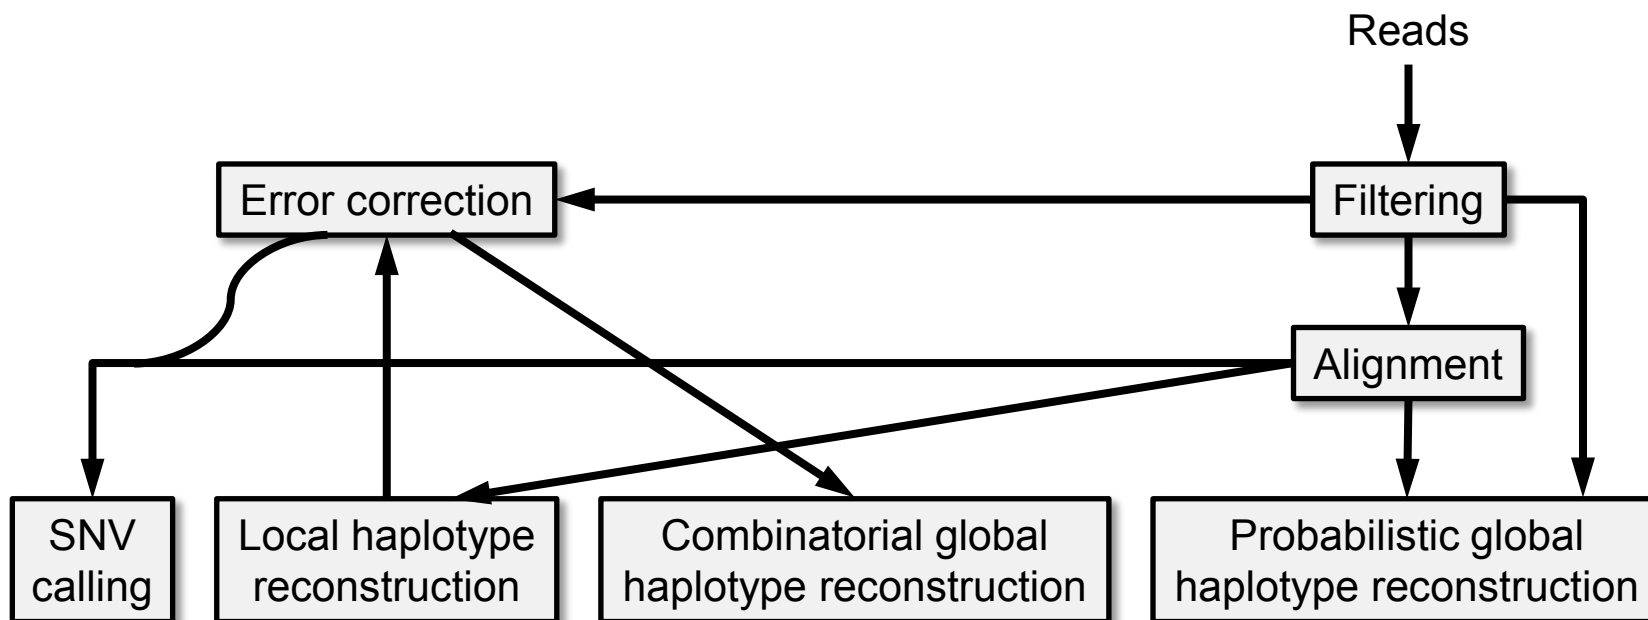 Reads
Error correction
Filtering
Alignment
SNV
calling
Local haplotype
reconstruction
Combinatorial global
haplotype reconstruction
Probabilistic global
haplotype reconstruction